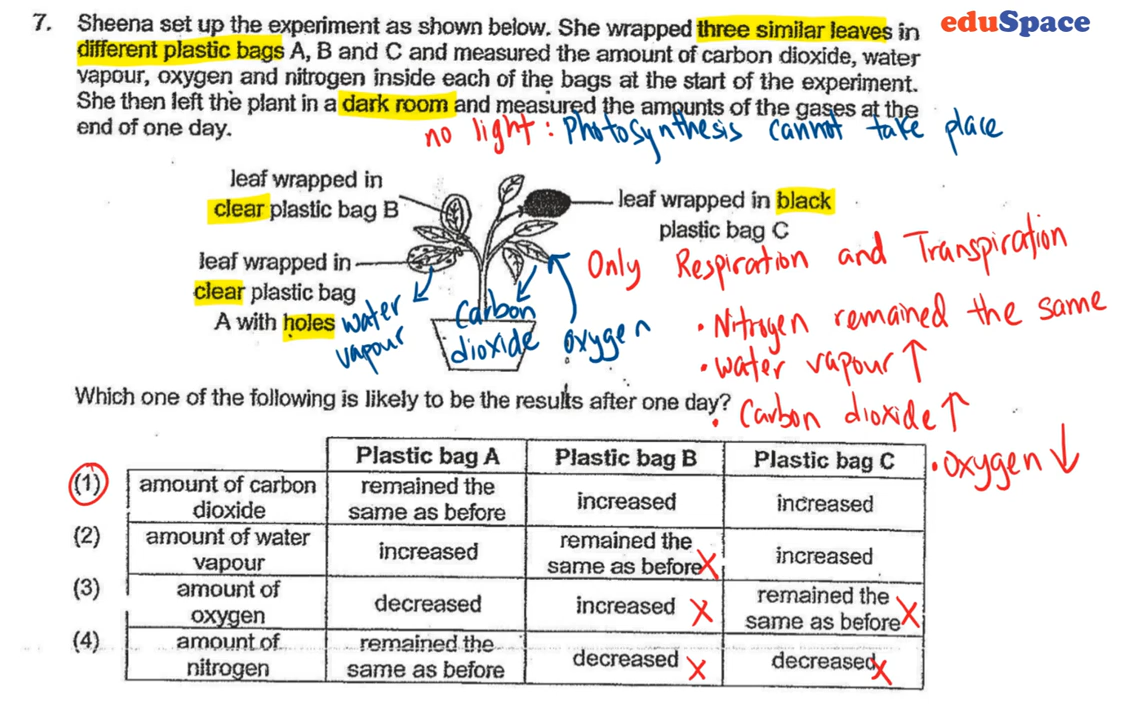 eduSpace
7. Sheena set up the experiment as shown below. She wrapped three similar leaves in
different plastic bags A, B and C and measured the amount of carbon dioxide, water
vapour, oxygen and nitrogen inside each of the bags at the start of the experiment.
She then left the plant in a dark room and measured the amounts of the gases at the
end of one day.
no light : Photosynthesis cannot take place
leaf wrapped in
clear plastic bag B
leaf wrapped in black
plastic bag C
leaf wrapped in
clear plastic bag
A with holes
water
vapour
Carbon
dioxide
oxygen
Only Respiration and Transpiration
• Nitrogen remained the same
• water vapour ↑
• Carbon dioxide ↑
• oxygen ↓
Which one of the following is likely to be the results after one day?
Plastic bag A Plastic bag B Plastic bag C
(1) amount of carbon dioxide remained the same as before increased increased
(2) amount of water vapour increased remained the same as before X increased
(3) amount of oxygen decreased increased X remained the same as before X
(4) amount of nitrogen remained the same as before decreased X decreased X